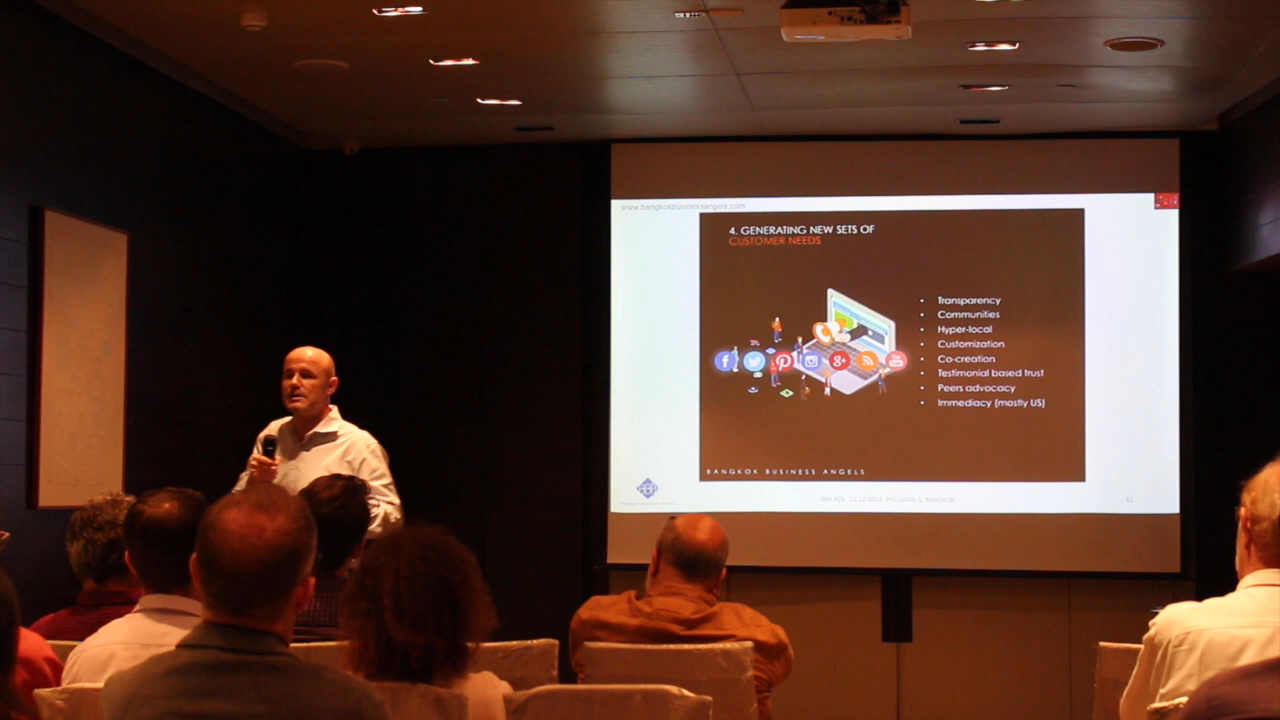 www.bangkokbusinessangels.com
4. GENERATING NEW SETS OF
CUSTOMER NEEDS
• Transparency
• Communities
• Hyper-local
• Customization
• Co-creation
• Testimonial based trust
• Peers advocacy
• Immediacy (mostly US)
BANGKOK BUSINESS ANGELS